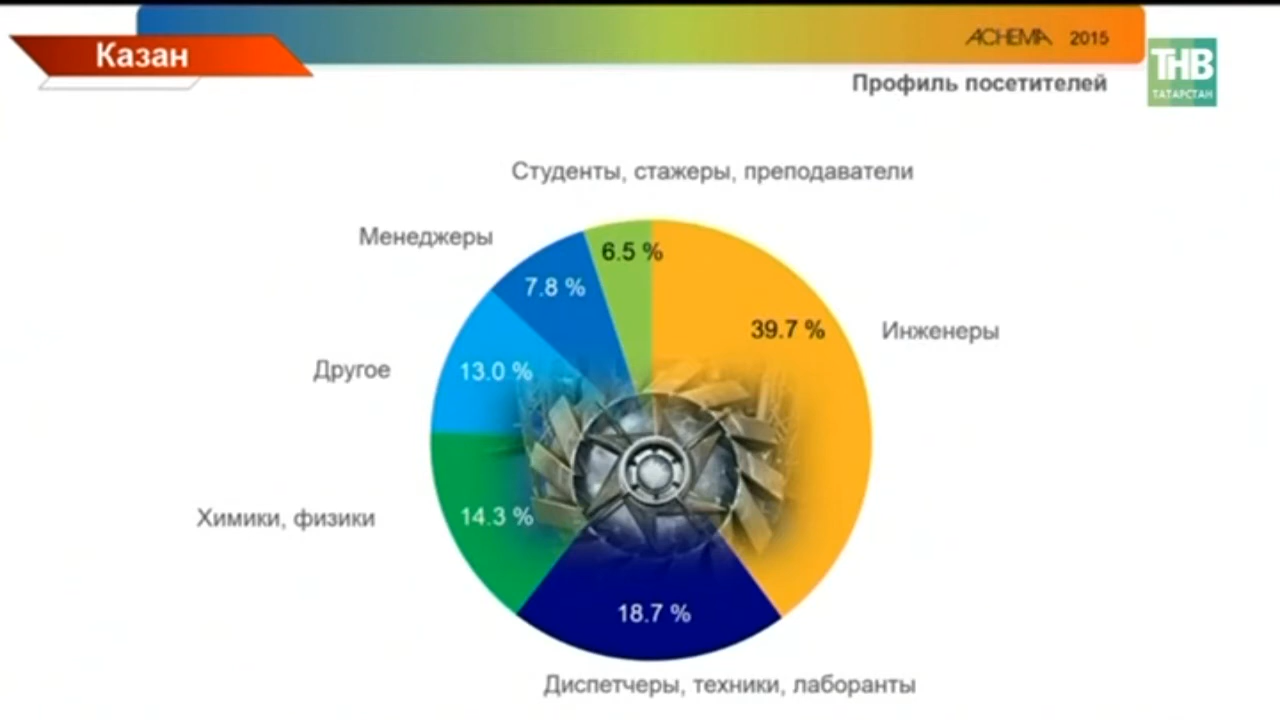 Казан
ACHEMA 2015
ТНВ
ТАТАРСТАН
Профиль посетителей
Студенты, стажеры, преподаватели
Менеджеры
6.5 %
7.8 %
39.7 %
Инженеры
Другое
13.0 %
Химики, физики
14.3 %
18.7 %
Диспетчеры, техники, лаборанты